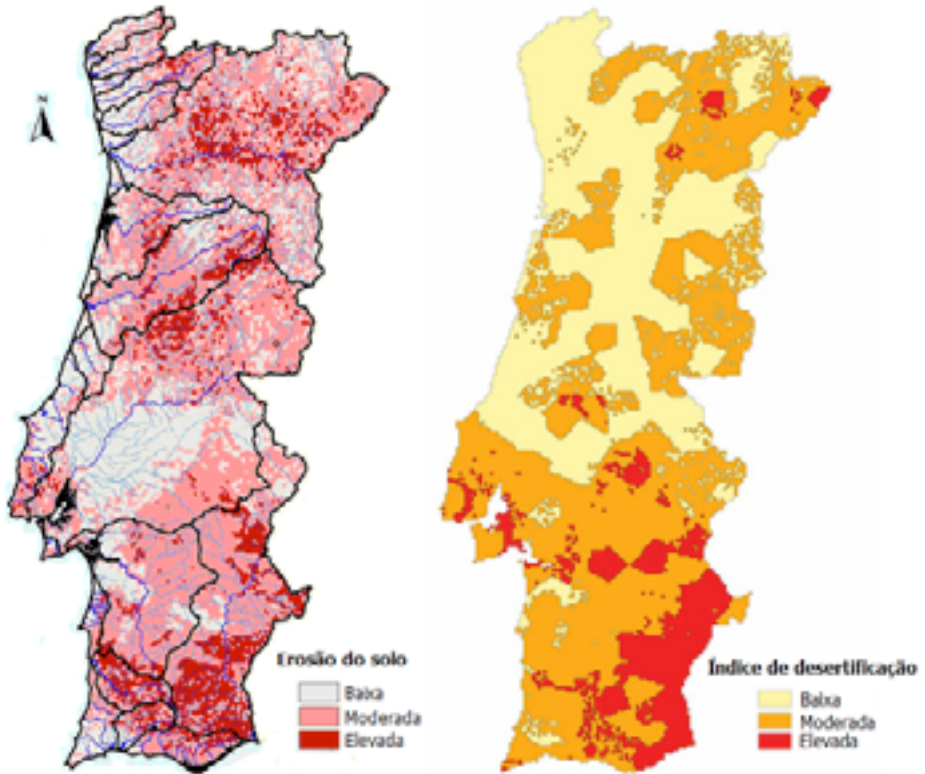 N
Erosão do solo
Baixa
Moderada
Elevada
Índice de desertificação
Baixa
Moderada
Elevada